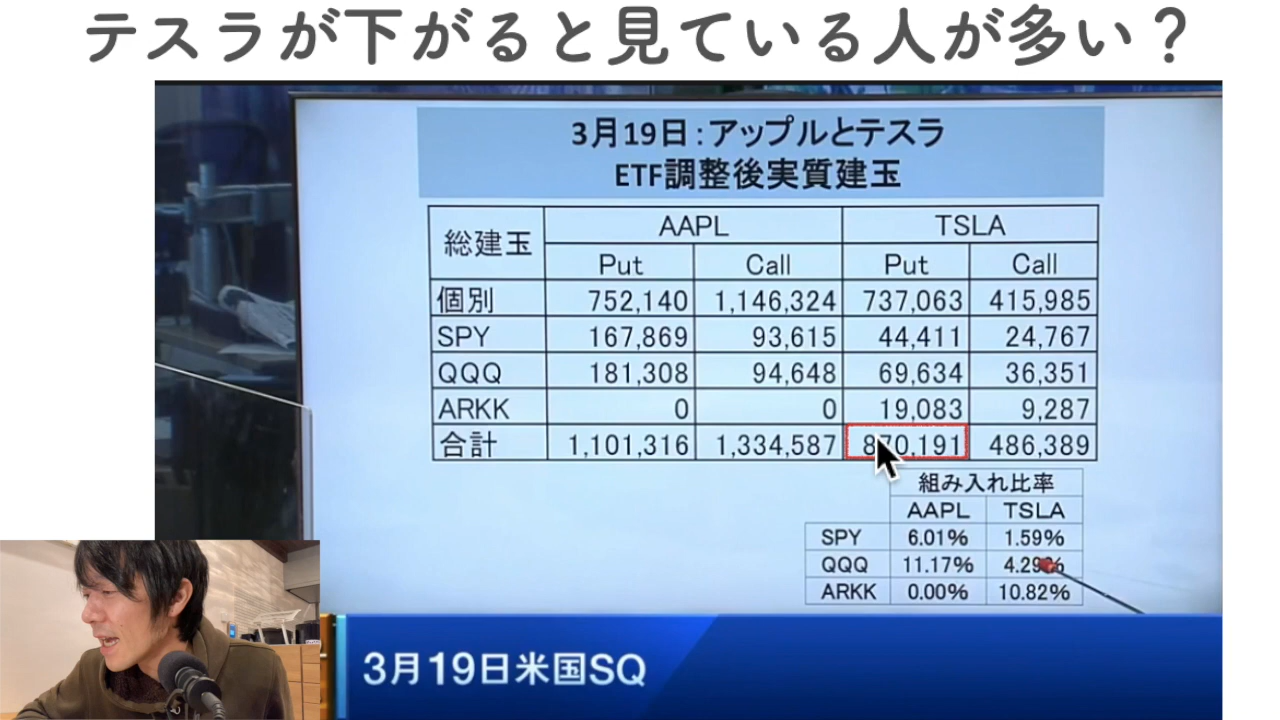 テスラが下がると見ている人が多い？
3月19日：アップルとテスラ
ETF調整後実質建玉
総建玉 AAPL TSLA
Put Call Put Call
個別 752,140 1,146,324 737,063 415,985
SPY 167,869 93,615 44,411 24,767
QQQ 181,308 94,648 69,634 36,351
ARKK 0 0 19,083 9,287
合計 1,101,316 1,334,587 870,191 486,389
組み入れ比率
AAPL TSLA
SPY 6.01% 1.59%
QQQ 11.17% 4.29%
ARKK 0.00% 10.82%
3月19日米国SQ